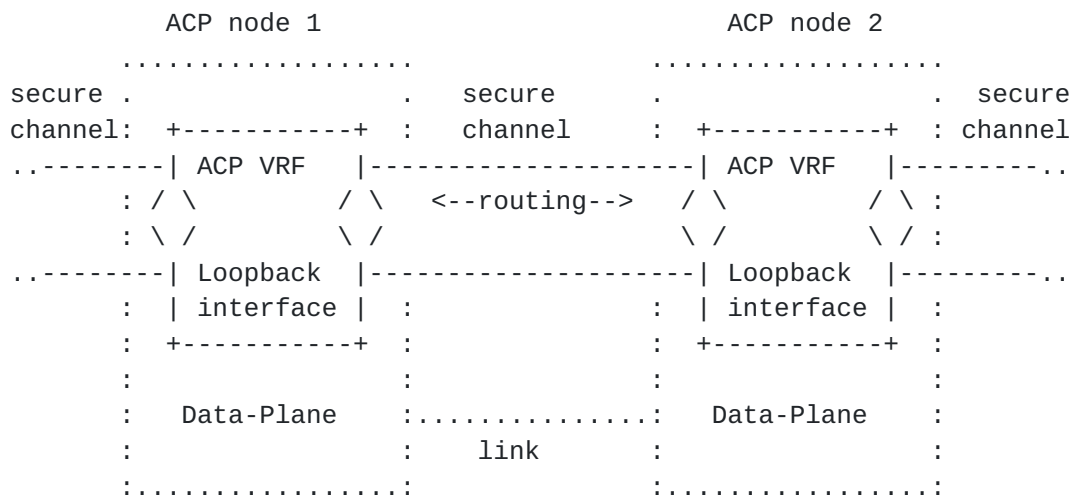 ACP node 1                          ACP node 2
      ...................               ...................
secure .                  .   secure      .                  .  secure
channel:  +-----------+  :   channel     :  +-----------+  : channel
..--------| ACP VRF   |---------------------| ACP VRF   |---------..
       : / \         / \   <--routing-->   / \         / \ :
       : \ /         \ /                   \ /         \ / :
..--------| Loopback  |---------------------| Loopback  |---------..
       :  | interface |  :               :  | interface |  :
       :  +-----------+  :               :  +-----------+  :
       :                 :               :                 :
       :   Data-Plane    :...............:   Data-Plane    :
       :                 :    link       :                 :
       :.................:               :.................: